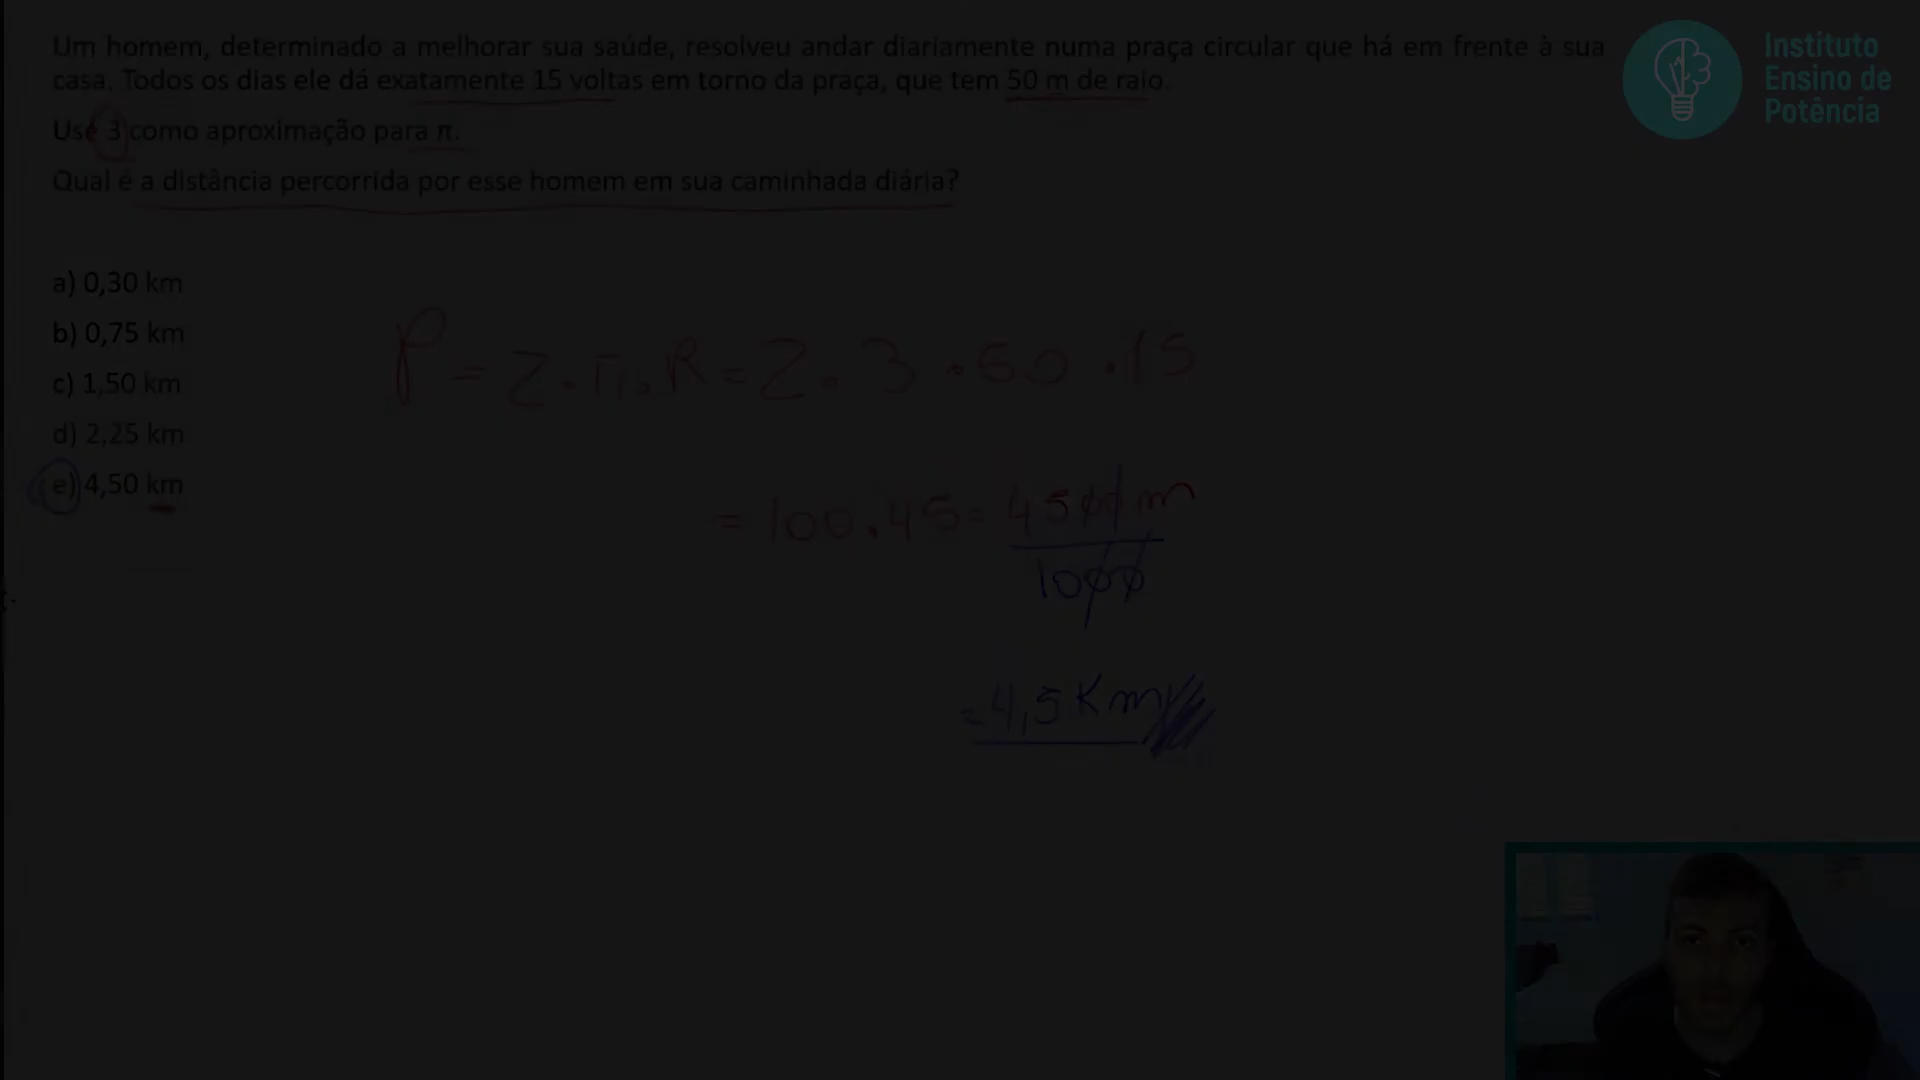 Um homem, determinado a melhorar sua saúde, resolveu andar diariamente numa praça circular que há em frente à sua
casa. Todos os dias ele dá exatamente 15 voltas em torno da praça, que tem 50 m de raio.
Use 3 como aproximação para π.
Qual é a distância percorrida por esse homem em sua caminhada diária?
a) 0,30 km
b) 0,75 km
c) 1,50 km
d) 2,25 km
e) 4,50 km
P = 2.π.R = 2.3.50.15
= 100.45 = 4500 m
1000
= 4,5 Km
Instituto
Ensino de
Potência